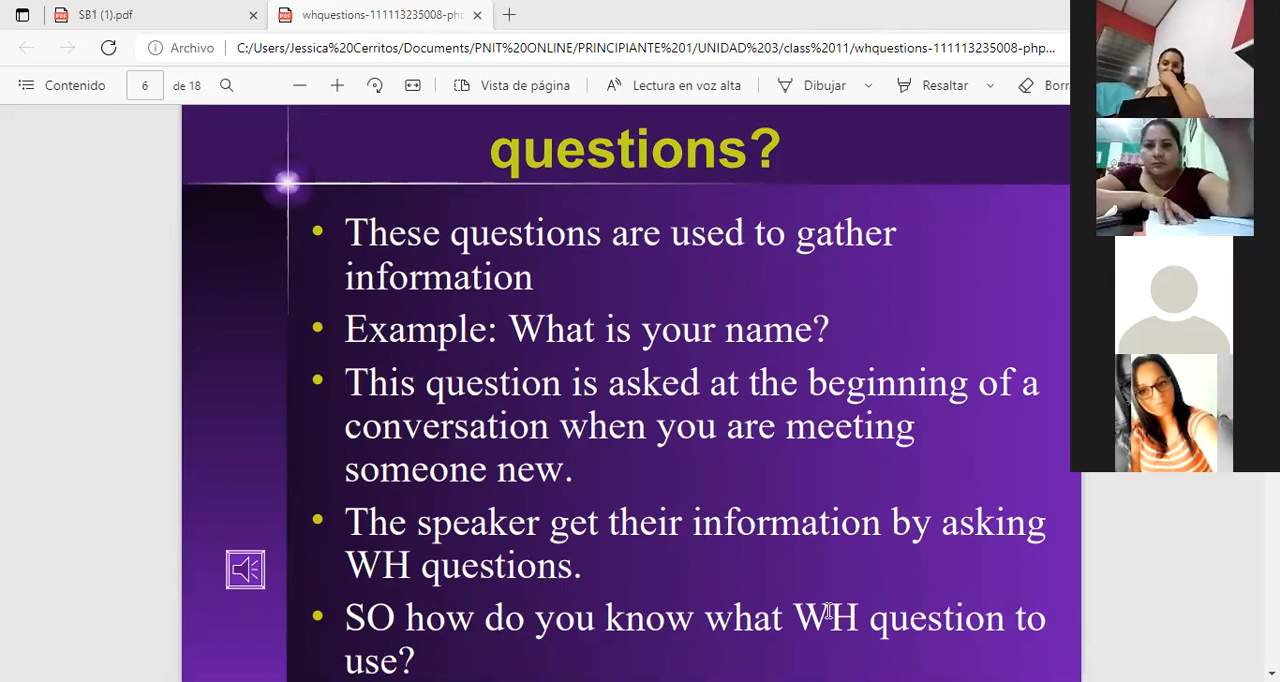 SB1 (1).pdf
whquestions-111113235008-php
Archivo
C:/Users/Jessica%20Cerritos/Documents/PNIT%20ONLINE/PRINCIPIANTE%201/UNIDAD%203/class%2011/whquestions-111113235008-php...
Contenido 6 de 18 Vista de página Lectura en voz alta Dibujar Resaltar Borr
questions?
• These questions are used to gather
information
• Example: What is your name?
• This question is asked at the beginning of a
conversation when you are meeting
someone new.
• The speaker get their information by asking
WH questions.
• SO how do you know what WH question to
use?